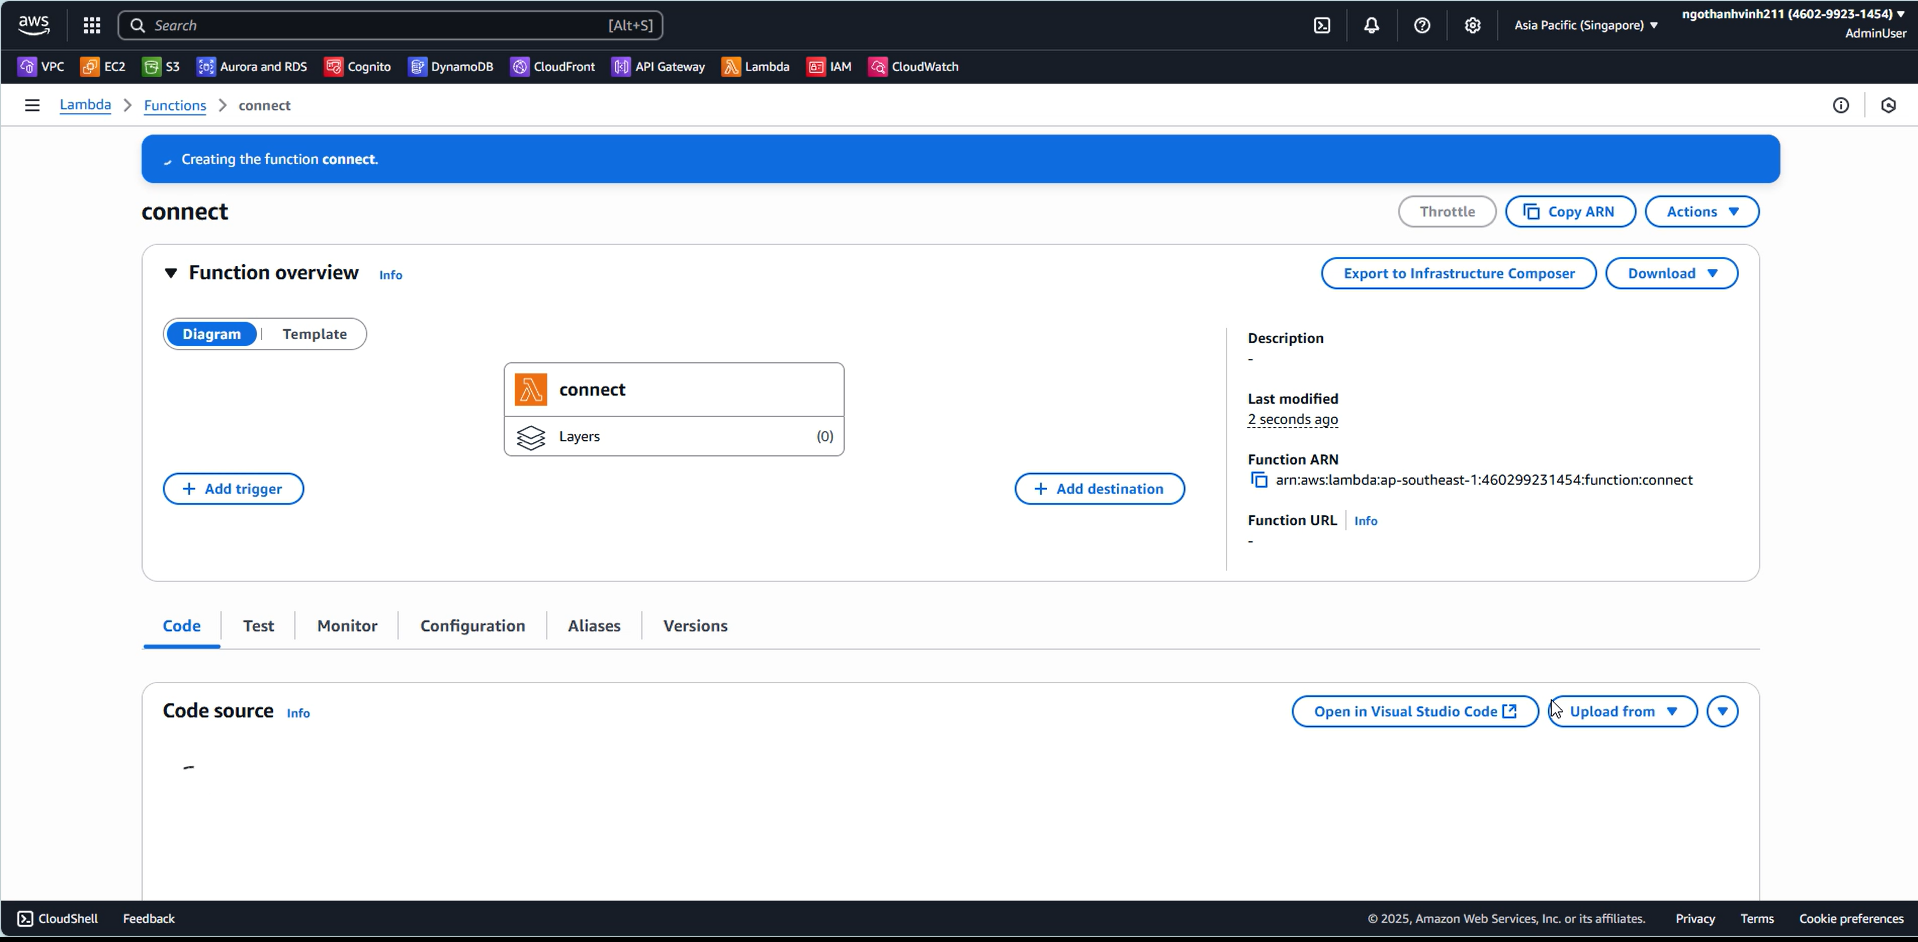 aws
Search [Alt+S]
Asia Pacific (Singapore) ▼
ngothanhvinh211 (4602-9923-1454) ▼
AdminUser
VPC EC2 S3 Aurora and RDS Cognito DynamoDB CloudFront API Gateway Lambda IAM CloudWatch
Lambda > Functions > connect
Creating the function connect.
connect
Throttle Copy ARN Actions ▼
▼ Function overview Info
Export to Infrastructure Composer Download ▼
Diagram | Template
connect
Layers (0)
+ Add trigger
+ Add destination
Description
-
Last modified
2 seconds ago
Function ARN
arn:aws:lambda:ap-southeast-1:460299231454:function:connect
Function URL | Info
-
Code Test Monitor Configuration Aliases Versions
Code source Info
Open in Visual Studio Code Upload from ▼
CloudShell Feedback
© 2025, Amazon Web Services, Inc. or its affiliates. Privacy Terms Cookie preferences